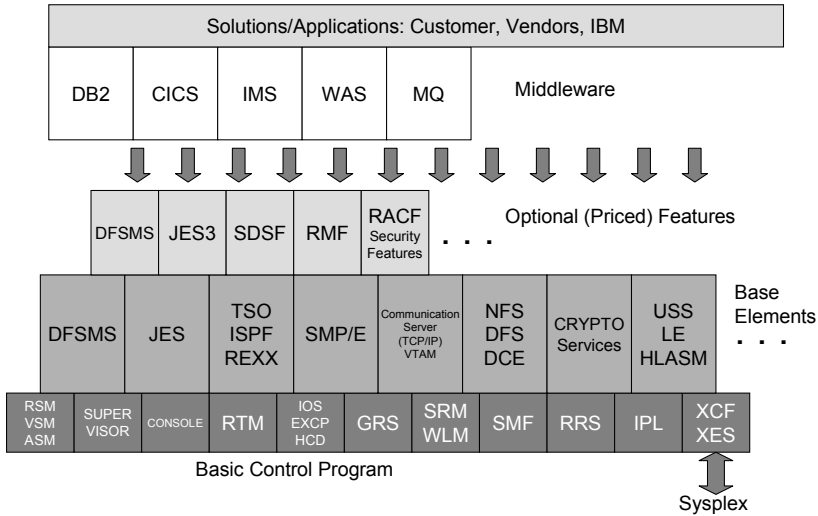 Solutions/Applications: Customer, Vendors, IBM
DB2
CICS
IMS
WAS
MQ
Middleware
DFSMS
JES3
SDSF
RMF
RACF
Security
Features
. . .
Optional (Priced) Features
DFSMS
JES
TSO
ISPF
REXX
SMP/E
Communication
Server
(TCP/IP)
VTAM
NFS
DFS
DCE
CRYPTO
Services
USS
LE
HLASM
Base
Elements
. . .
RSM
VSM
ASM
SUPER
VISOR
CONSOLE
RTM
IOS
EXCP
HCD
GRS
SRM
WLM
SMF
RRS
IPL
XCF
XES
Basic Control Program
Sysplex